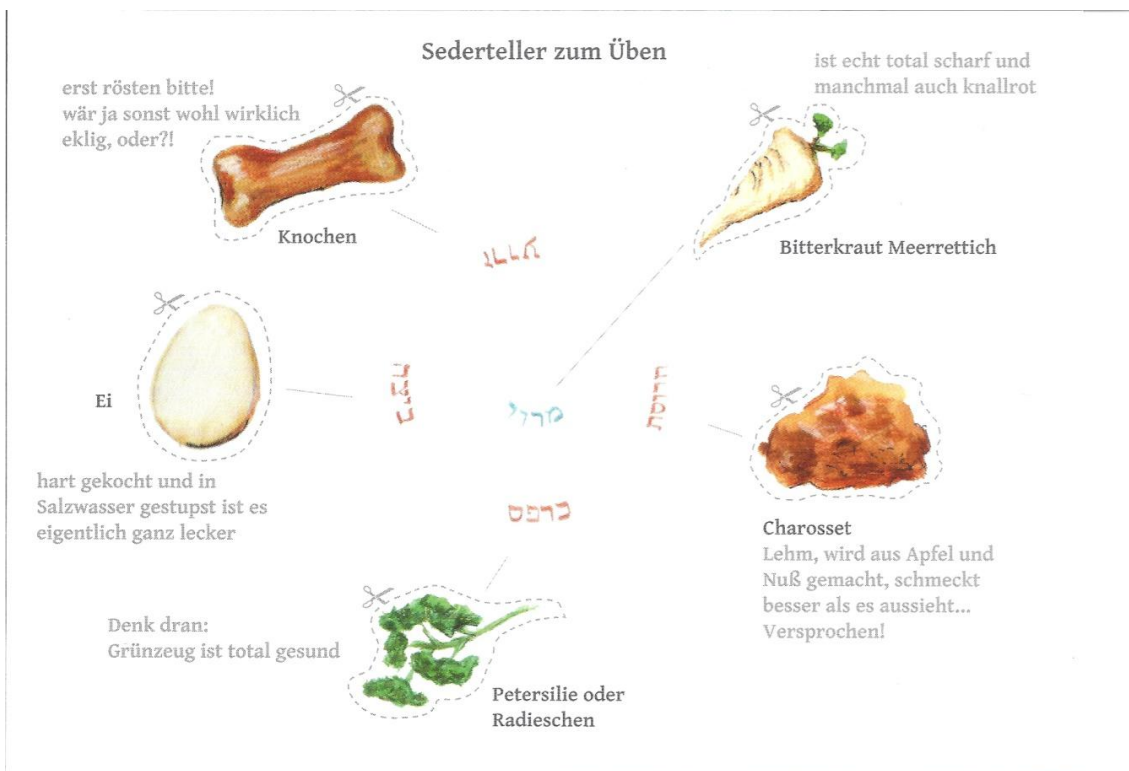 Sederteller zum Üben
erst rösten bitte!
wär ja sonst wohl wirklich
eklig, oder?!
Knochen
ist echt total scharf und
manchmal auch knallrot
Bitterkraut Meerrettich
זרוע
Ei
hart gekocht und in
Salzwasser gestupst ist es
eigentlich ganz lecker
ביצה
חרוסת
כרפס
Charosset
Lehm, wird aus Apfel und
Nuß gemacht, schmeckt
besser als es aussieht...
Versprochen!
Denk dran:
Grünzeug ist total gesund
Petersilie oder
Radieschen